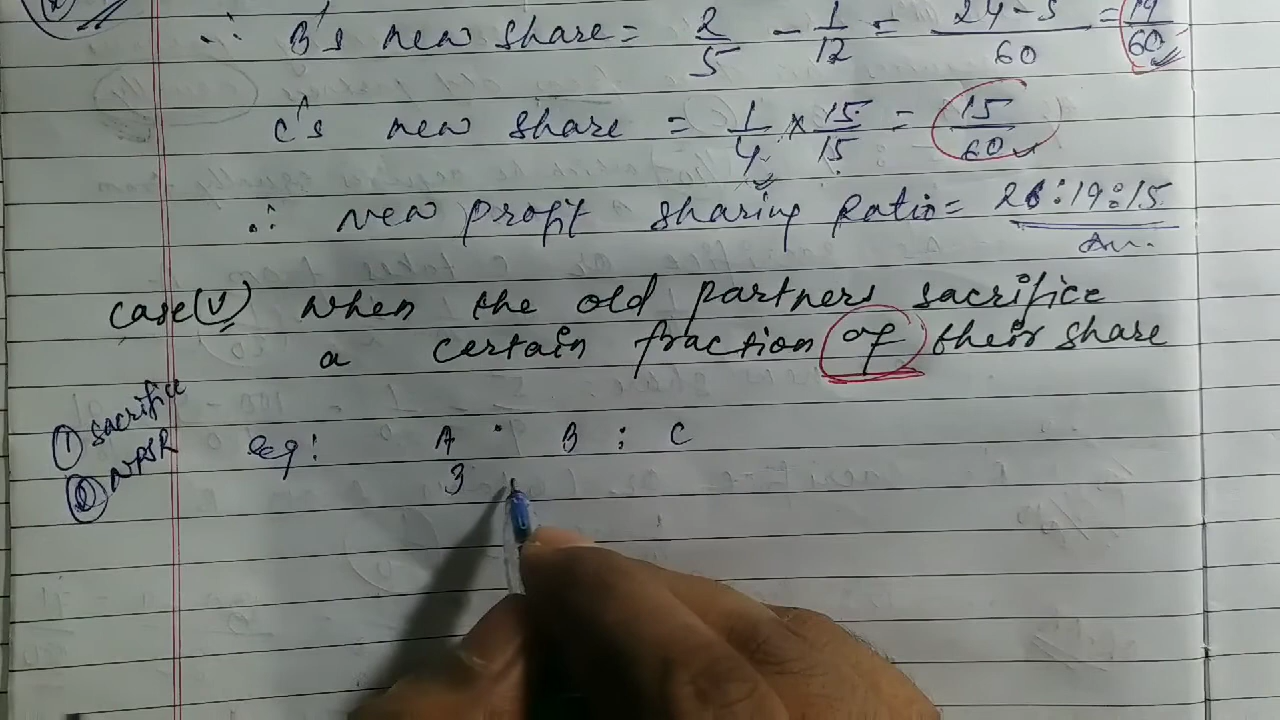 ∴ B's new share = 2/5 - 1/12 = 24-5/60 = 19/60
C's new share = 1/4 × 15/15 = 15/60
∴ New profit sharing Ratio = 26:19:15
Ans.
case(V) When the old partners sacrifice
a certain fraction of their share
① sacrifice
② NPSR
eg: A : B : C
3